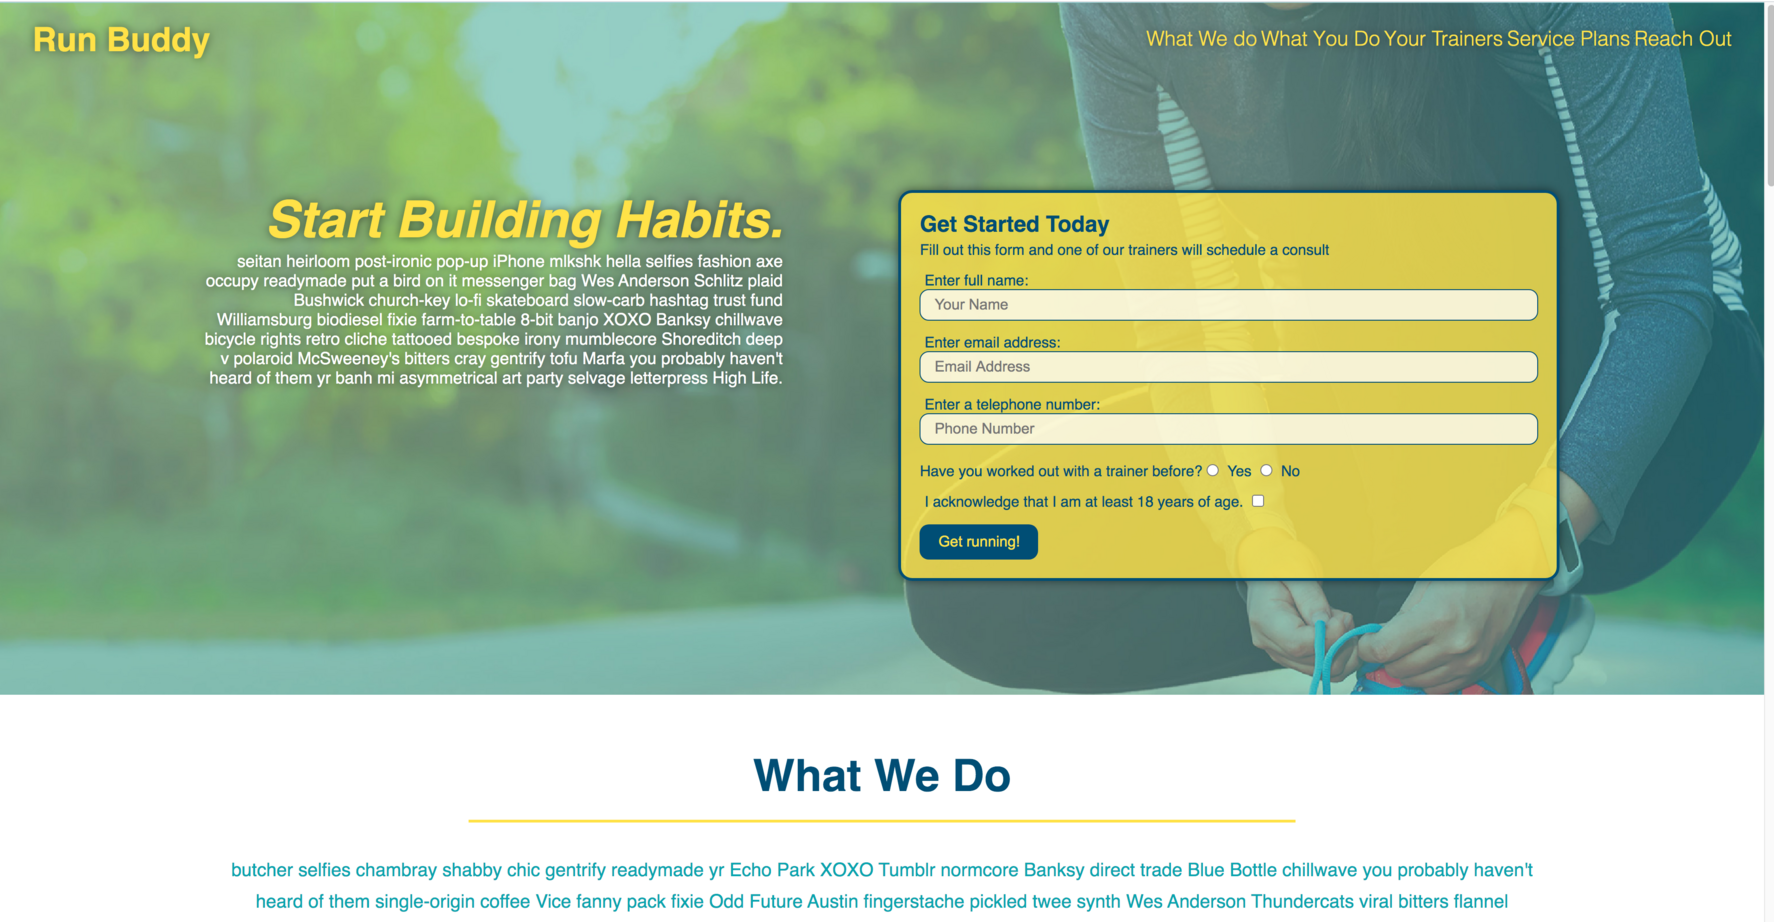 Run Buddy
What We do What You Do Your Trainers Service Plans Reach Out
Start Building Habits.
seitan heirloom post-ironic pop-up iPhone mlkshk hella selfies fashion axe
occupy readymade put a bird on it messenger bag Wes Anderson Schlitz plaid
Bushwick church-key lo-fi skateboard slow-carb hashtag trust fund
Williamsburg biodiesel fixie farm-to-table 8-bit banjo XOXO Banksy chillwave
bicycle rights retro cliche tattooed bespoke irony mumblecore Shoreditch deep
v polaroid McSweeney's bitters cray gentrify tofu Marfa you probably haven't
heard of them yr banh mi asymmetrical art party selvage letterpress High Life.
Get Started Today
Fill out this form and one of our trainers will schedule a consult
Enter full name:
Your Name
Enter email address:
Email Address
Enter a telephone number:
Phone Number
Have you worked out with a trainer before? Yes No
I acknowledge that I am at least 18 years of age.
Get running!
What We Do
butcher selfies chambray shabby chic gentrify readymade yr Echo Park XOXO Tumblr normcore Banksy direct trade Blue Bottle chillwave you probably haven't
heard of them single-origin coffee Vice fanny pack fixie Odd Future Austin fingerstache pickled twee synth Wes Anderson Thundercats viral bitters flannel